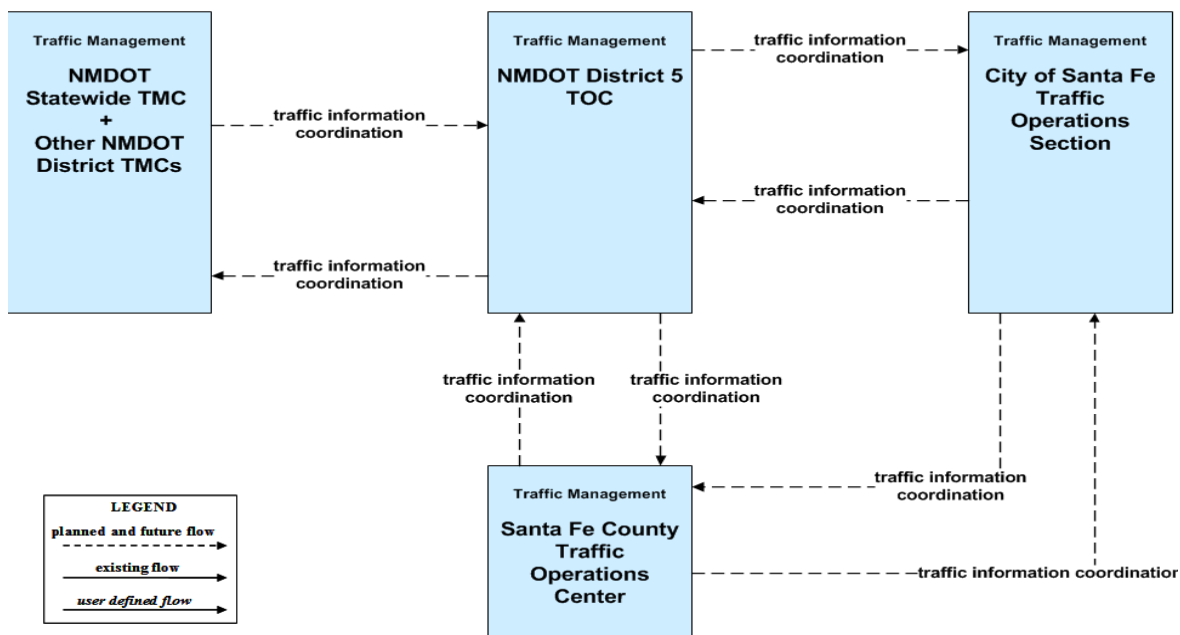 Traffic Management
NMDOT
Statewide TMC
+
Other NMDOT
District TMCs
traffic information
coordination
traffic information
coordination
Traffic Management
NMDOT District 5
TOC
traffic information
coordination
traffic information
coordination
Traffic Management
City of Santa Fe
Traffic
Operations
Section
traffic information
coordination
traffic information
coordination
traffic information
coordination
Traffic Management
Santa Fe County
Traffic
Operations
Center
traffic information coordination
LEGEND
planned and future flow
existing flow
user defined flow